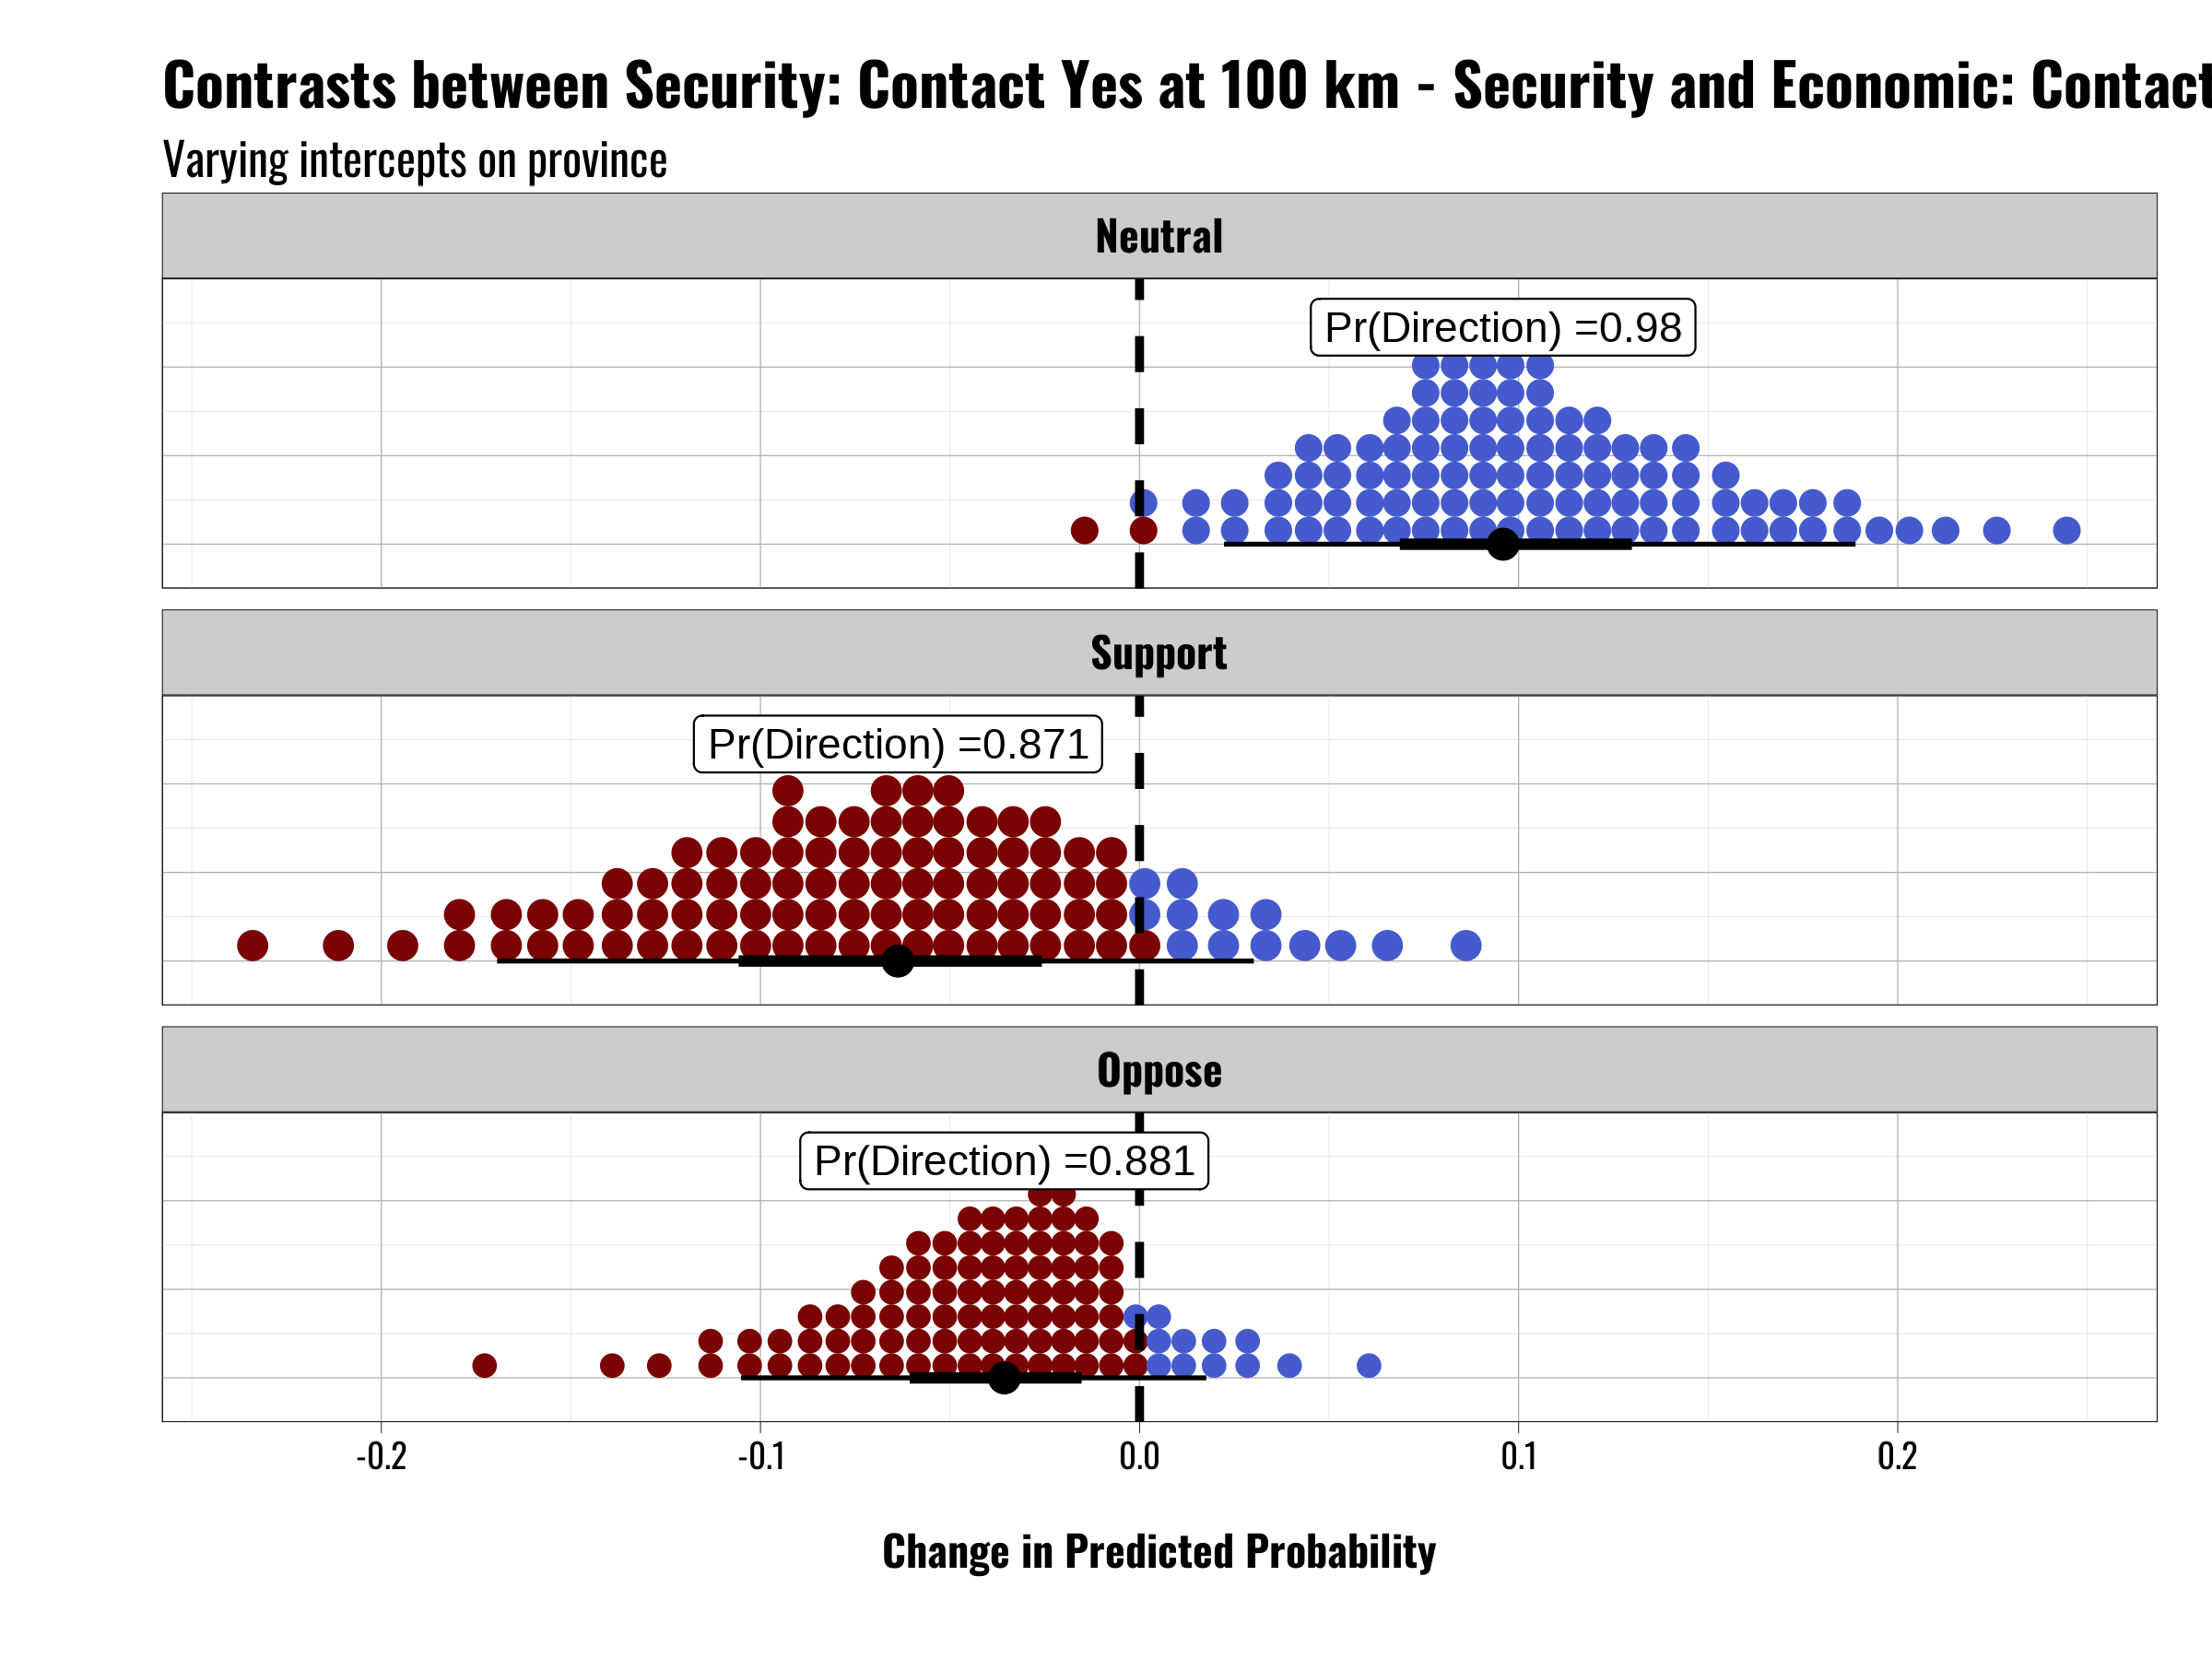 Contrasts between Security: Contact Yes at 100 km - Security and Economic: Contact
Varying intercepts on province
Neutral
Pr(Direction) =0.98
Support
Pr(Direction) =0.871
Oppose
Pr(Direction) =0.881
-0.2 -0.1 0.0 0.1 0.2
Change in Predicted Probability